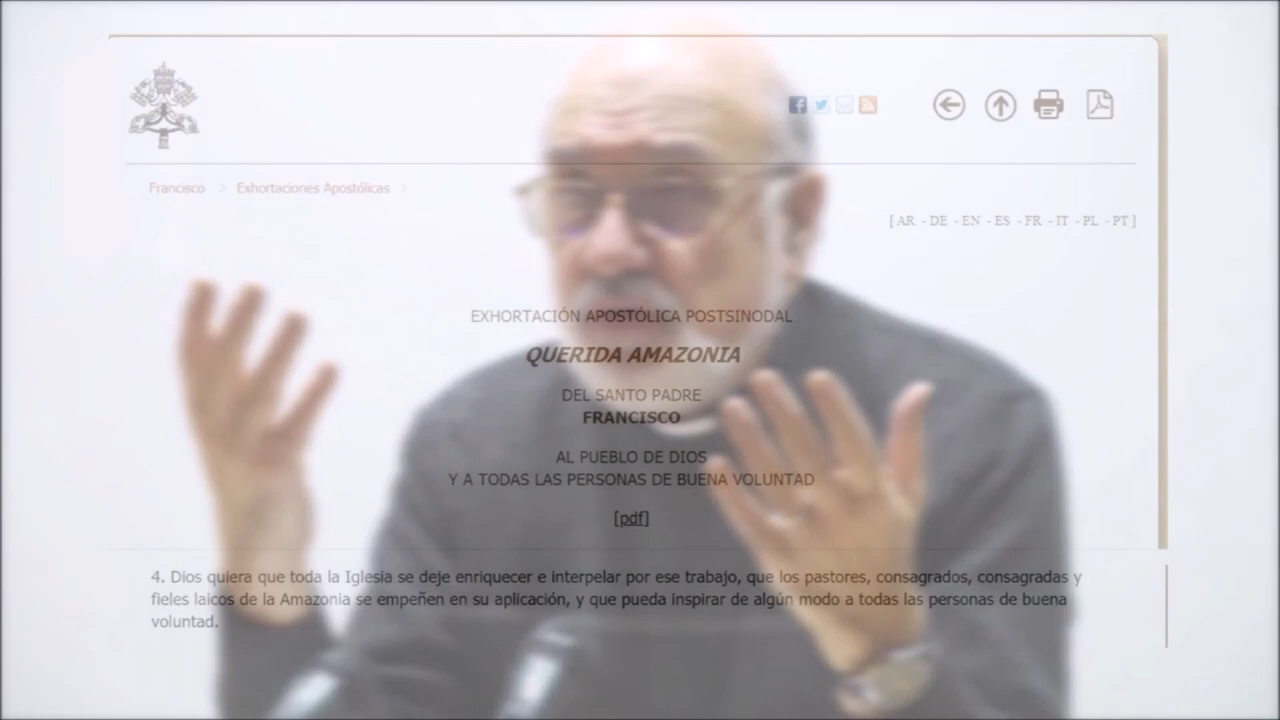 Francisco > Exhortaciones Apostólicas >
[ AR - DE - EN - ES - FR - IT - PL - PT ]
EXHORTACIÓN APOSTÓLICA POSTSINODAL
QUERIDA AMAZONIA
DEL SANTO PADRE
FRANCISCO
AL PUEBLO DE DIOS
Y A TODAS LAS PERSONAS DE BUENA VOLUNTAD
[pdf]
4. Dios quiera que toda la Iglesia se deje enriquecer e interpelar por ese trabajo, que los pastores, consagrados, consagradas y
fieles laicos de la Amazonia se empeñen en su aplicación, y que pueda inspirar de algún modo a todas las personas de buena
voluntad.